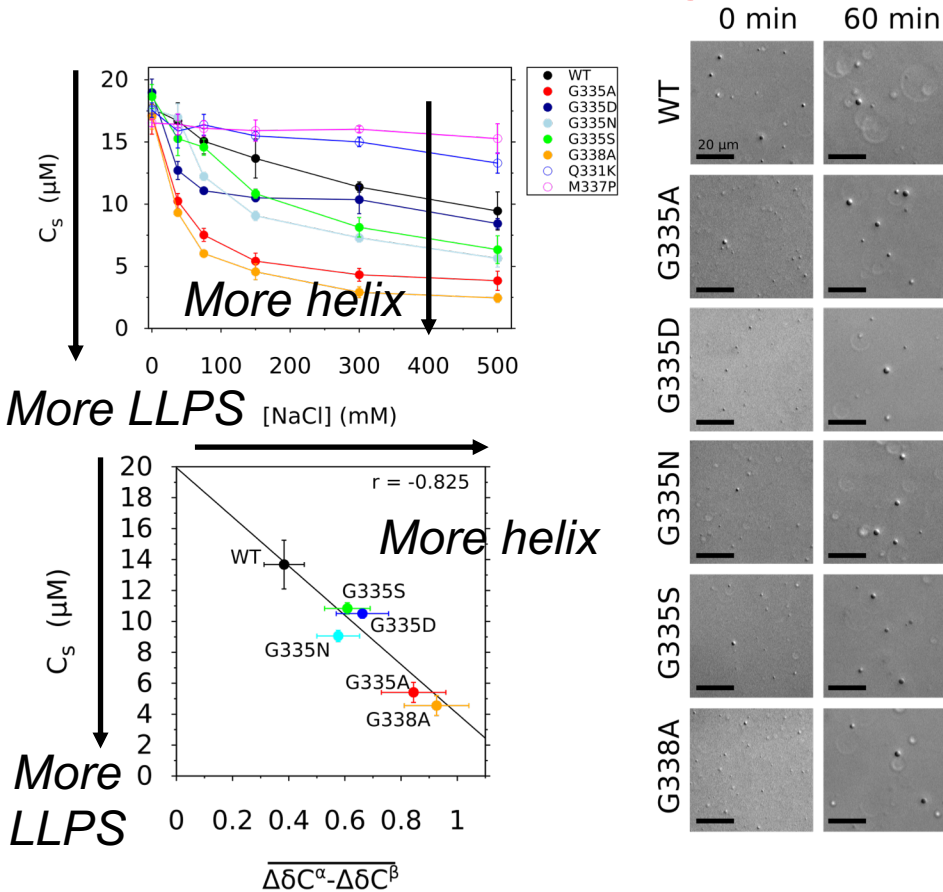 20
15
10
5
0
Cₛ (μM)
More helix
0 100 200 300 400 500
More LLPS
[NaCl] (mM)
WT
G335A
G335D
G335N
G335S
G338A
Q331K
M337P
20
18
16
14
12
10
8
6
4
2
0
Cₛ (μM)
r = -0.825
More helix
WT
G335S
G335D
G335N
G335A
G338A
More
LLPS
0 0.2 0.4 0.6 0.8 1
ΔδCᵅ-ΔδCᵝ
0 min 60 min
WT
20 μm
G335A
G335D
G335N
G335S
G338A